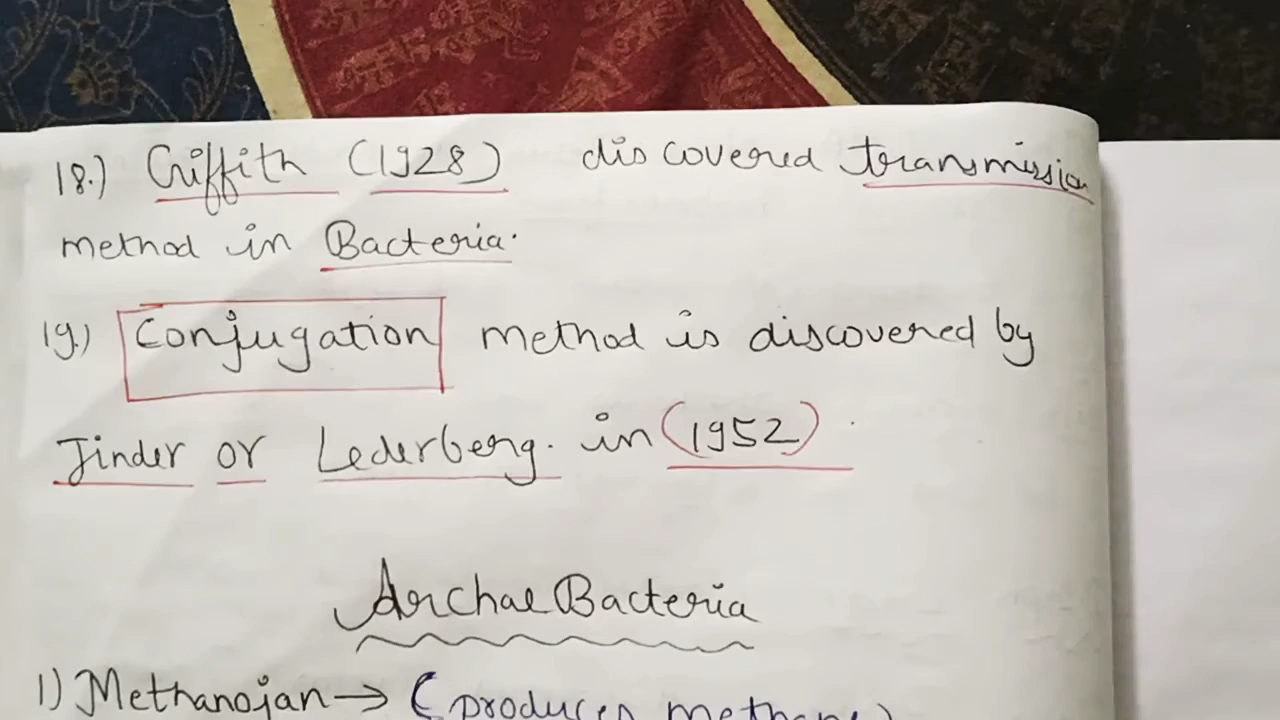 18.) Griffith (1928) discovered transmission
method in Bacteria.
19.) Conjugation method is discovered by
Jinder or Lederberg. in (1952)
ArchaeBacteria
1) Methanojan → (produces methane)